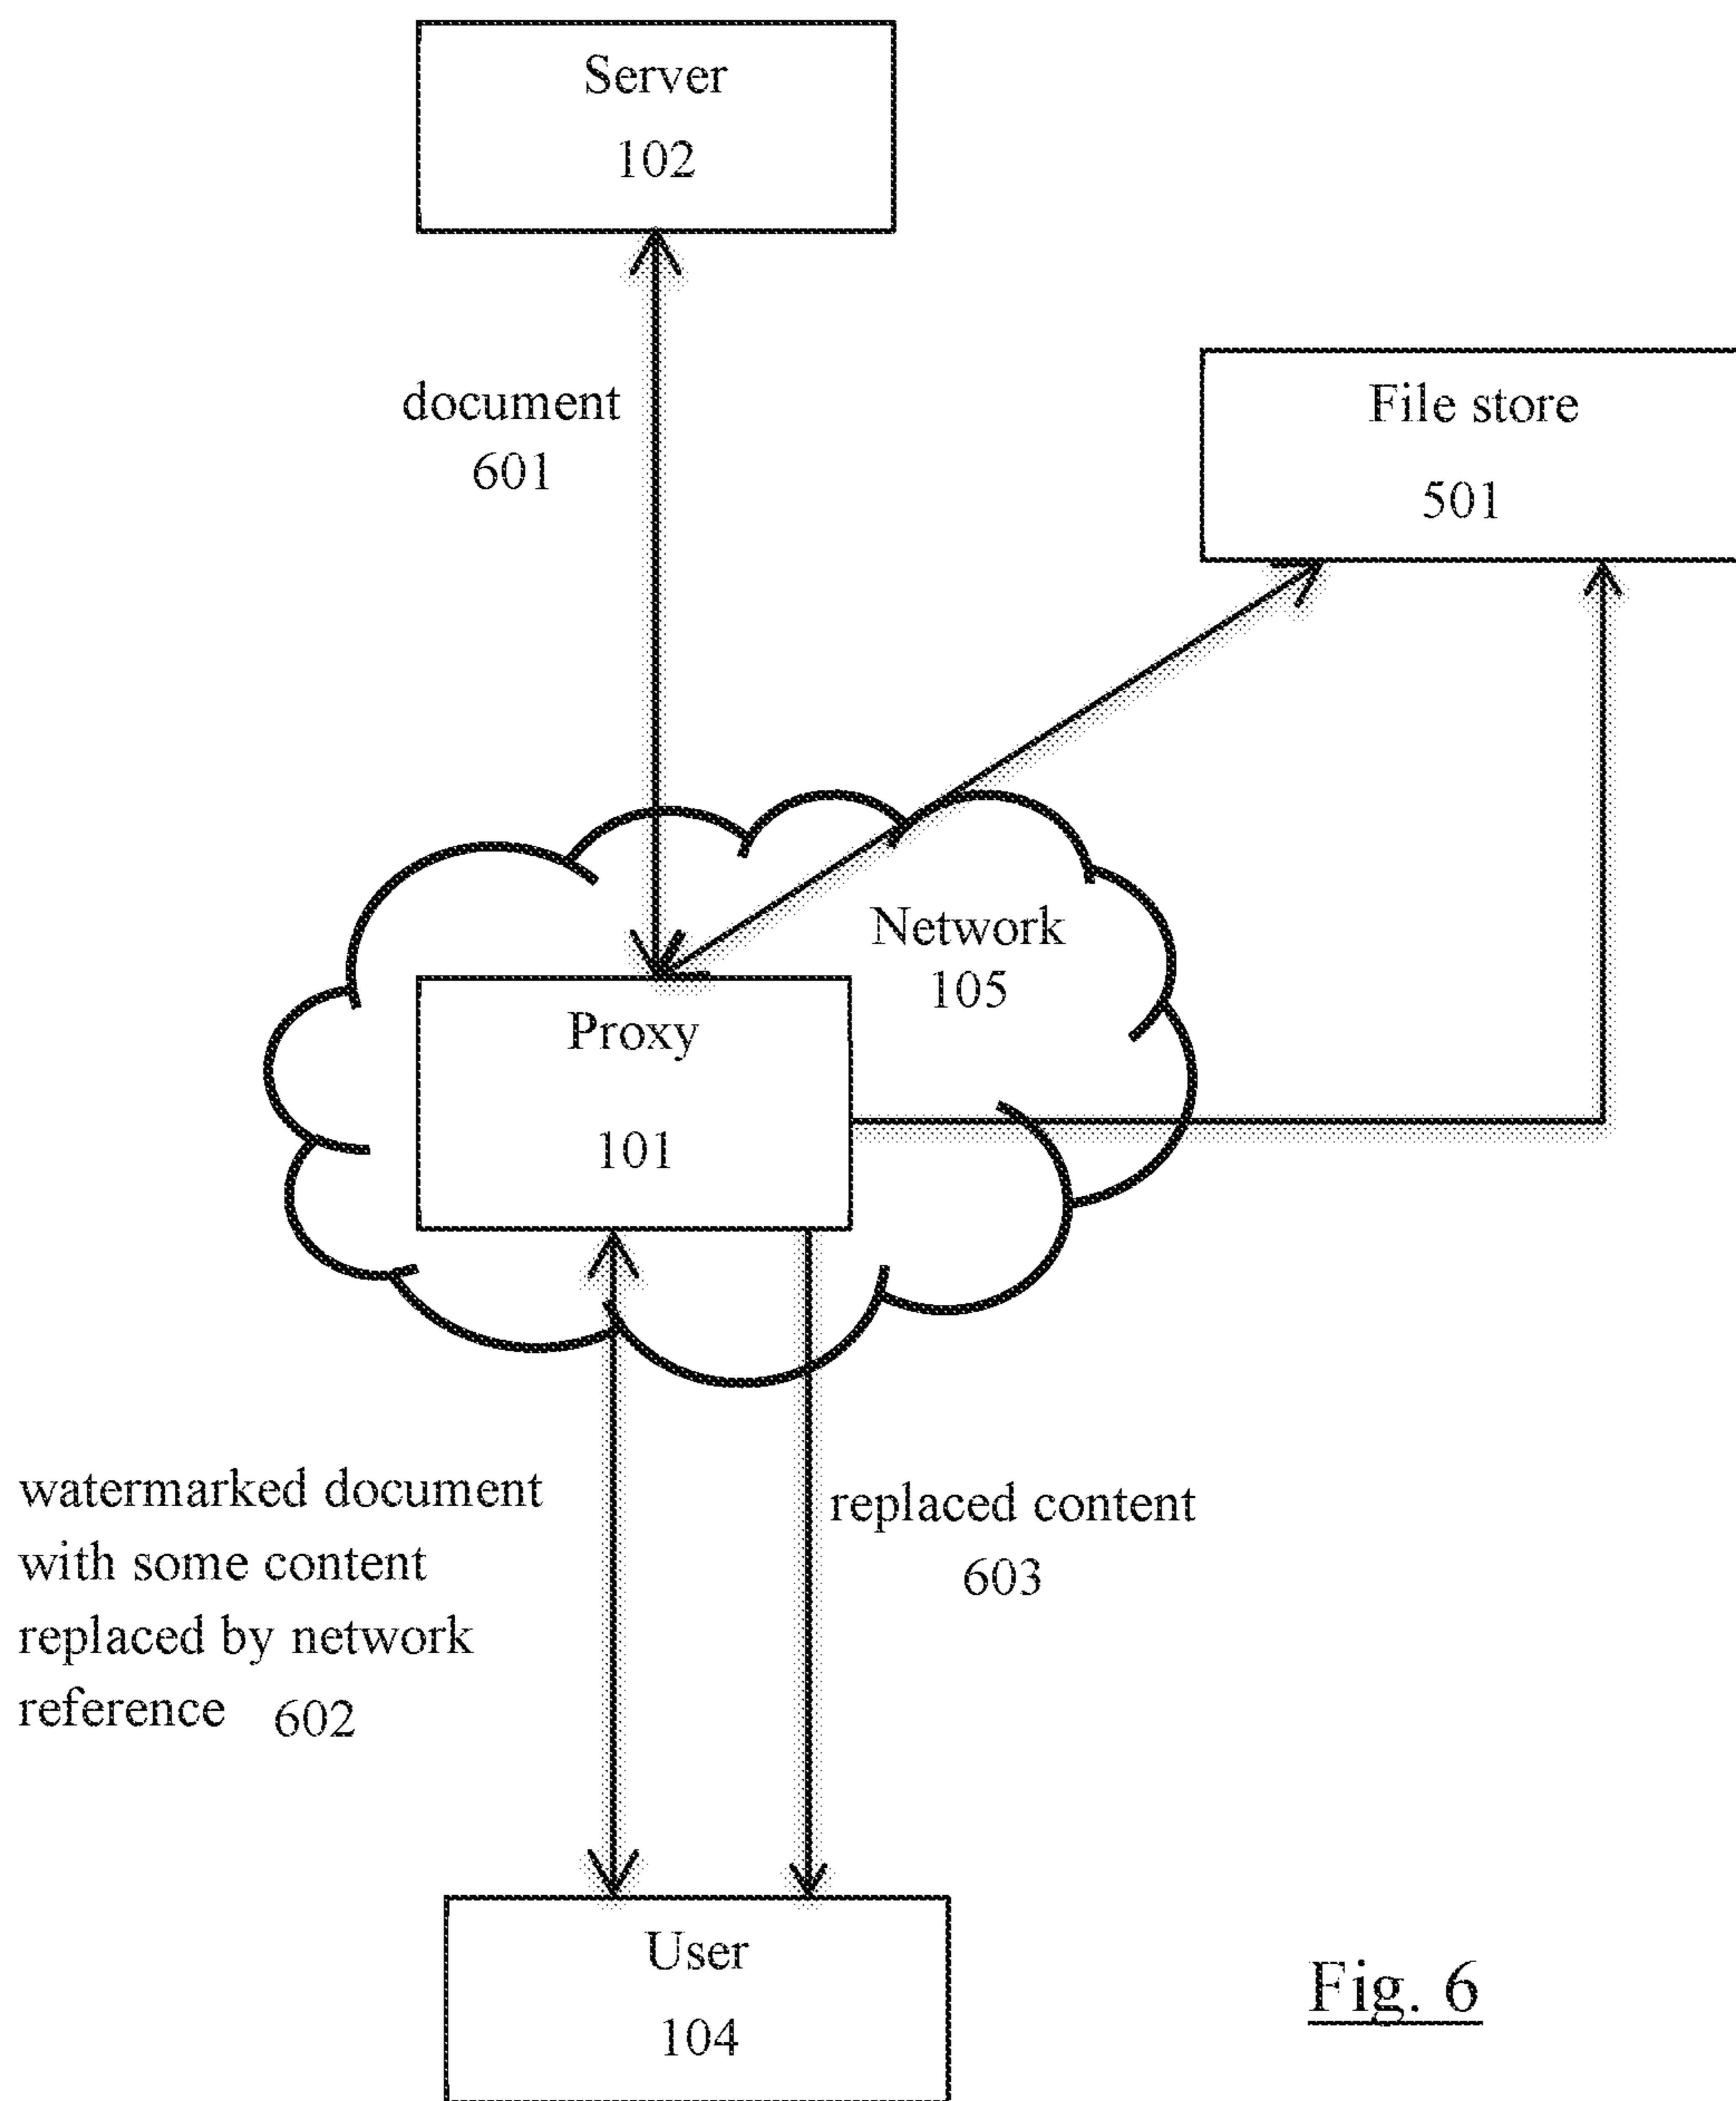 Server
102
document
601
File store
501
Network
105
Proxy
101
watermarked document
with some content
replaced by network
reference 602
replaced content
603
User
104
Fig. 6